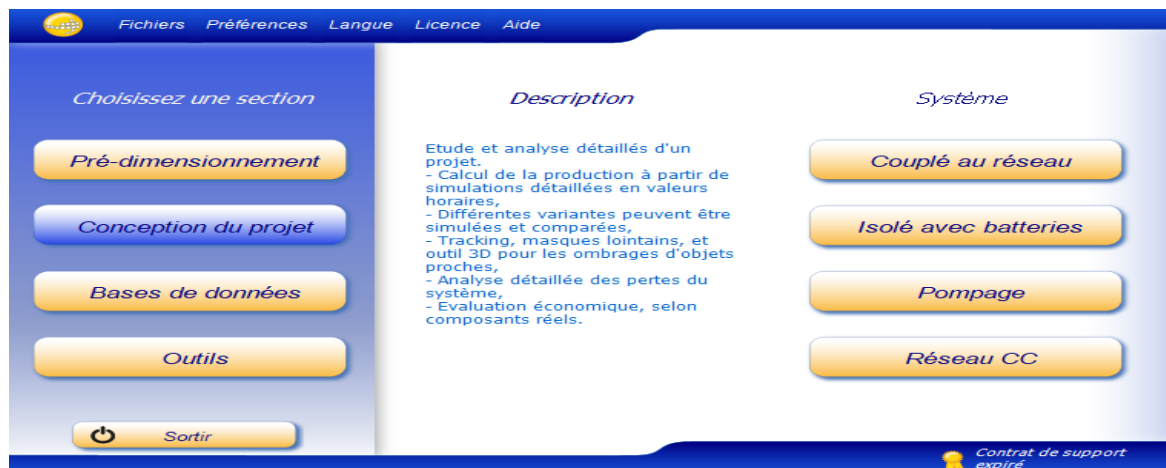 Fichiers Préférences Langue Licence Aide
Choisissez une section
Pré-dimensionnement
Conception du projet
Bases de données
Outils
Sortir
Description
Etude et analyse détaillés d'un
projet.
- Calcul de la production à partir de
simulations détaillées en valeurs
horaires,
- Différentes variantes peuvent être
simulées et comparées,
- Tracking, masques lointains, et
outil 3D pour les ombrages d'objets
proches,
- Analyse détaillée des pertes du
système,
- Evaluation économique, selon
composants réels.
Système
Couplé au réseau
Isolé avec batteries
Pompage
Réseau CC
Contrat de support
expiré